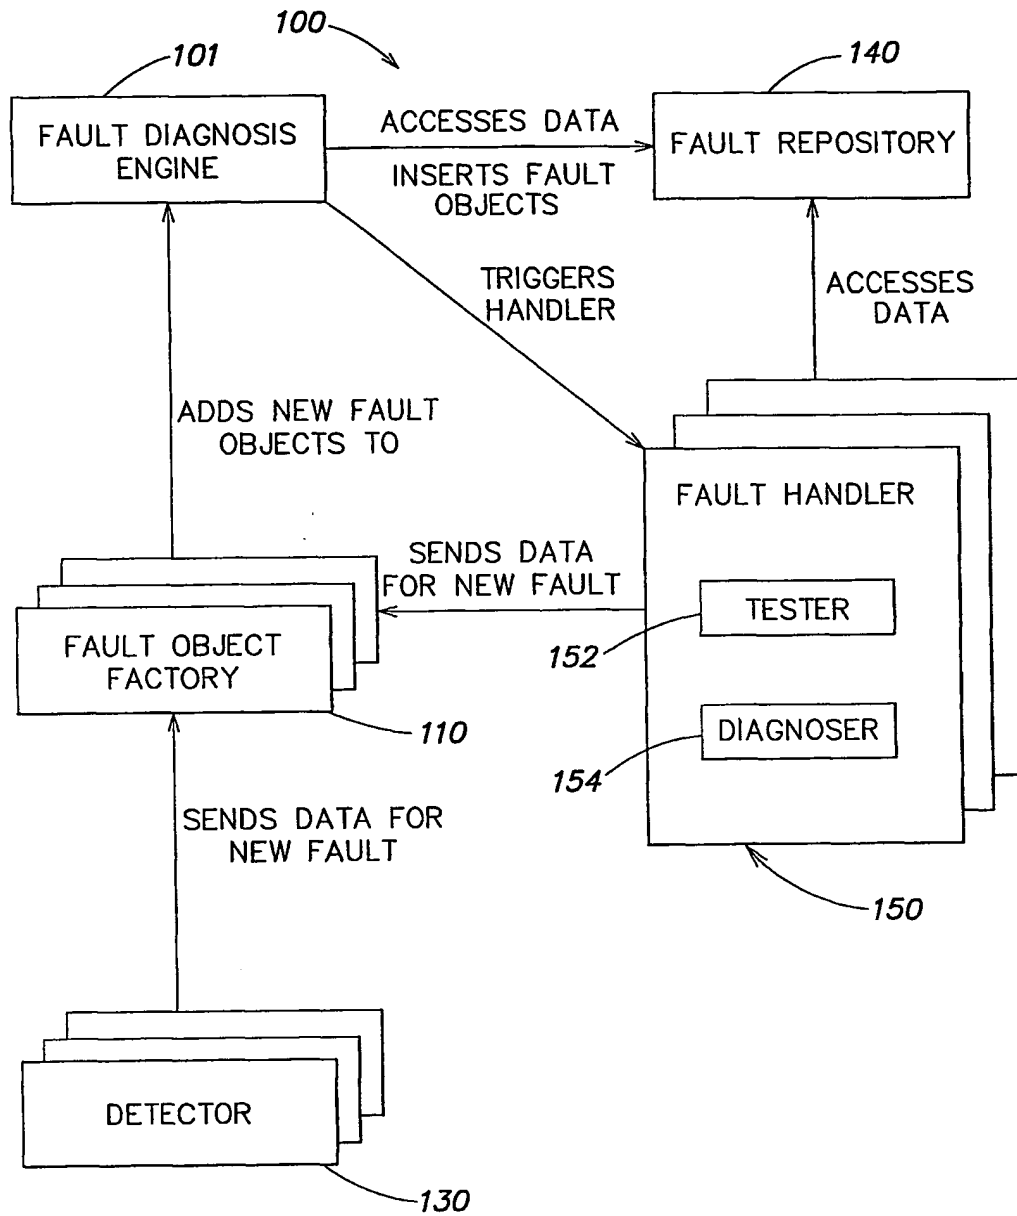 100
101
140
FAULT DIAGNOSIS
ENGINE
ACCESSES DATA
INSERTS FAULT
OBJECTS
FAULT REPOSITORY
TRIGGERS
HANDLER
ACCESSES
DATA
ADDS NEW FAULT
OBJECTS TO
FAULT HANDLER
SENDS DATA
FOR NEW FAULT
TESTER
152
FAULT OBJECT
FACTORY
110
DIAGNOSER
154
SENDS DATA FOR
NEW FAULT
150
DETECTOR
130